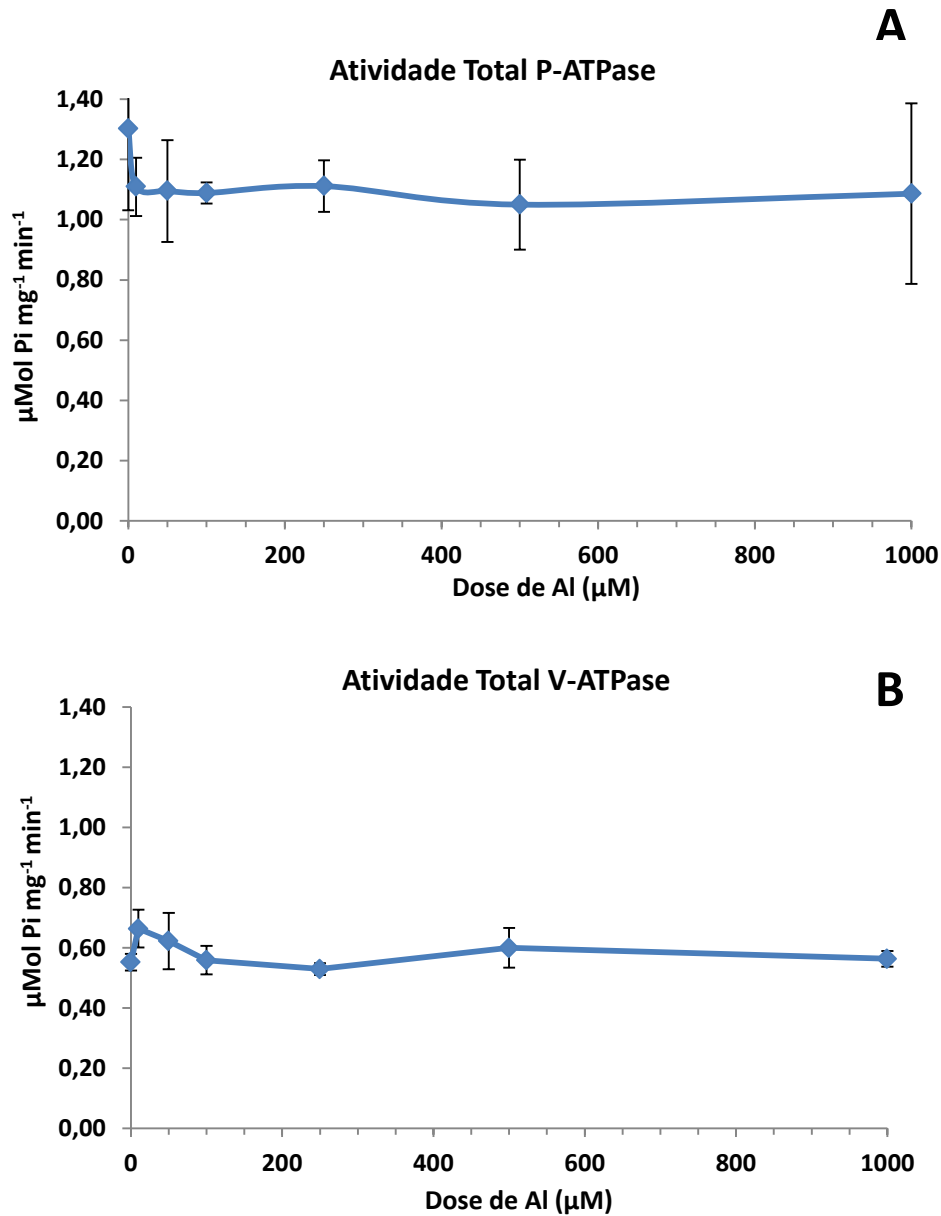 A
Atividade Total P-ATPase
1,40
1,20
1,00
0,80
0,60
0,40
0,20
0,00
µMol Pi mg⁻¹ min⁻¹
0 200 400 600 800 1000
Dose de Al (µM)
Atividade Total V-ATPase
B
1,40
1,20
1,00
0,80
0,60
0,40
0,20
0,00
µMol Pi mg⁻¹ min⁻¹
0 200 400 600 800 1000
Dose de Al (µM)